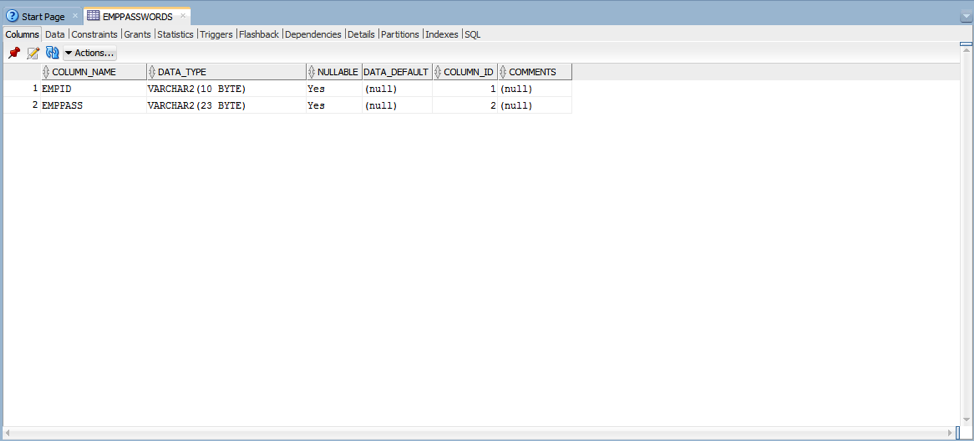 Start Page EMPPASSWORDS
Columns Data Constraints Grants Statistics Triggers Flashback Dependencies Details Partitions Indexes SQL
Actions...
COLUMN_NAME DATA_TYPE NULLABLE DATA_DEFAULT COLUMN_ID COMMENTS
1 EMPID VARCHAR2(10 BYTE) Yes (null) 1 (null)
2 EMPPASS VARCHAR2(23 BYTE) Yes (null) 2 (null)